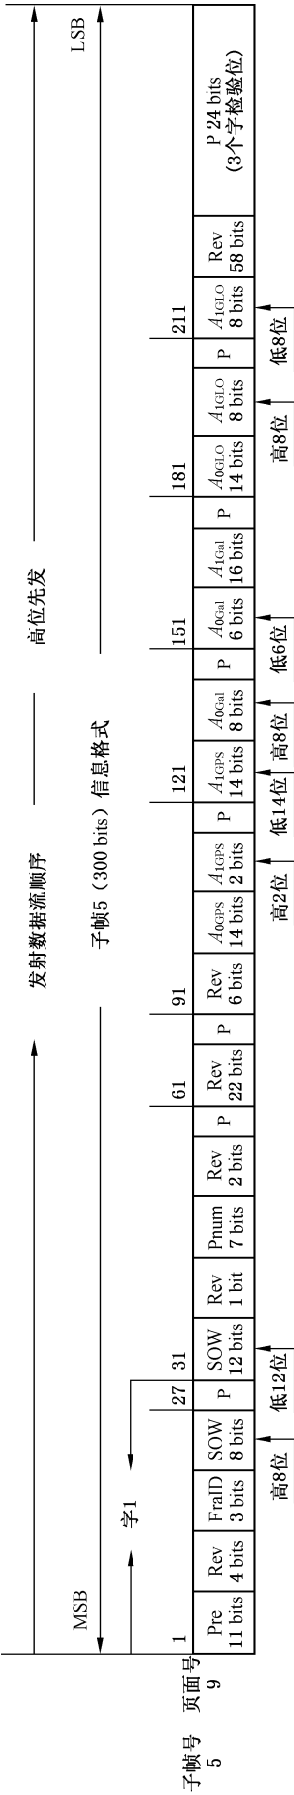 发射数据流顺序 高位先发
MSB 子帧5（300 bits）信息格式 LSB
字1
子帧号 页面号
5 9
1 27 31 61 91 121 151 181 211
Pre 11 bits
Rev 4 bits
FraID 3 bits
SOW 8 bits
P
SOW 12 bits
Rev 1 bit
Pnum 7 bits
Rev 2 bits
P
Rev 22 bits
P
Rev 6 bits
A0GPS 14 bits
A1GPS 2 bits
P
A1GPS 14 bits
A0Gal 8 bits
P
A0Gal 6 bits
A1Gal 16 bits
P
A0GLO 14 bits
A1GLO 8 bits
P
A1GLO 8 bits
Rev 58 bits
P 24 bits
（3个字检验位）
高8位 低12位 高2位 低14位 高8位 低6位 高8位 低8位